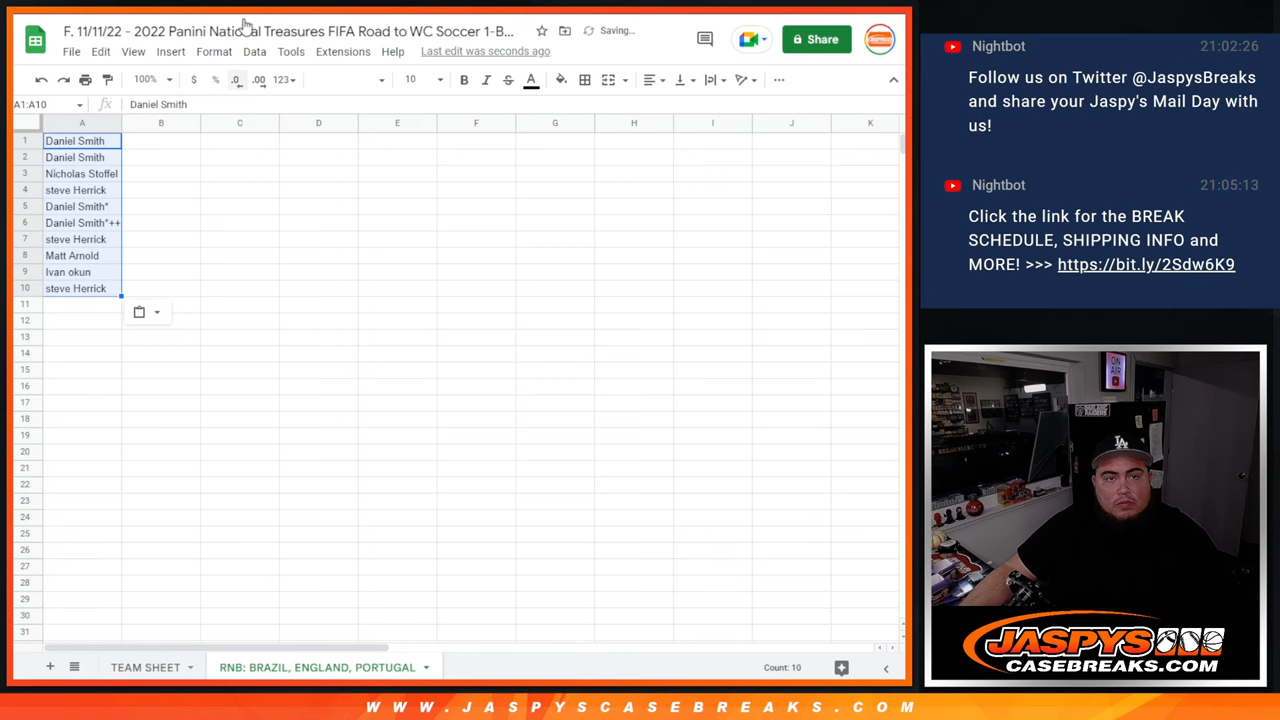 F. 11/11/22 - 2022 Panini National Treasures FIFA Road to WC Soccer 1-B...
Saving...
File Edit View Insert Format Data Tools Extensions Help Last edit was seconds ago
Share
100% $ % .0 .00 123 10 B I S A
A1:A10 fx Daniel Smith
A B C D E F G H I J K
1 Daniel Smith
2 Daniel Smith
3 Nicholas Stoffel
4 steve Herrick
5 Daniel Smith*
6 Daniel Smith*++
7 steve Herrick
8 Matt Arnold
9 Ivan okun
10 steve Herrick
11
12
13
14
15
16
17
18
19
20
21
22
23
24
25
26
27
28
29
30
31
TEAM SHEET RNB: BRAZIL, ENGLAND, PORTUGAL Count: 10
Nightbot 21:02:26
Follow us on Twitter @JaspysBreaks
and share your Jaspy's Mail Day with
us!
Nightbot 21:05:13
Click the link for the BREAK
SCHEDULE, SHIPPING INFO and
MORE! >>> https://bit.ly/2Sdw6K9
ON
AIR
LA
JASPYS
CASEBREAKS.COM
WWW.JASPYSCASEBREAKS.COM